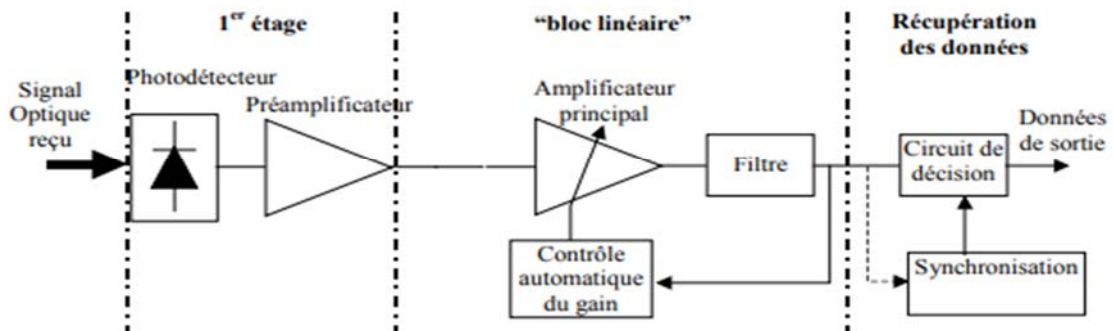 1er étage
“bloc linéaire”
Récupération
des données
Signal
Optique
reçu
Photodétecteur
Préamplificateur
Amplificateur
principal
Filtre
Contrôle
automatique
du gain
Circuit de
décision
Données
de sortie
Synchronisation